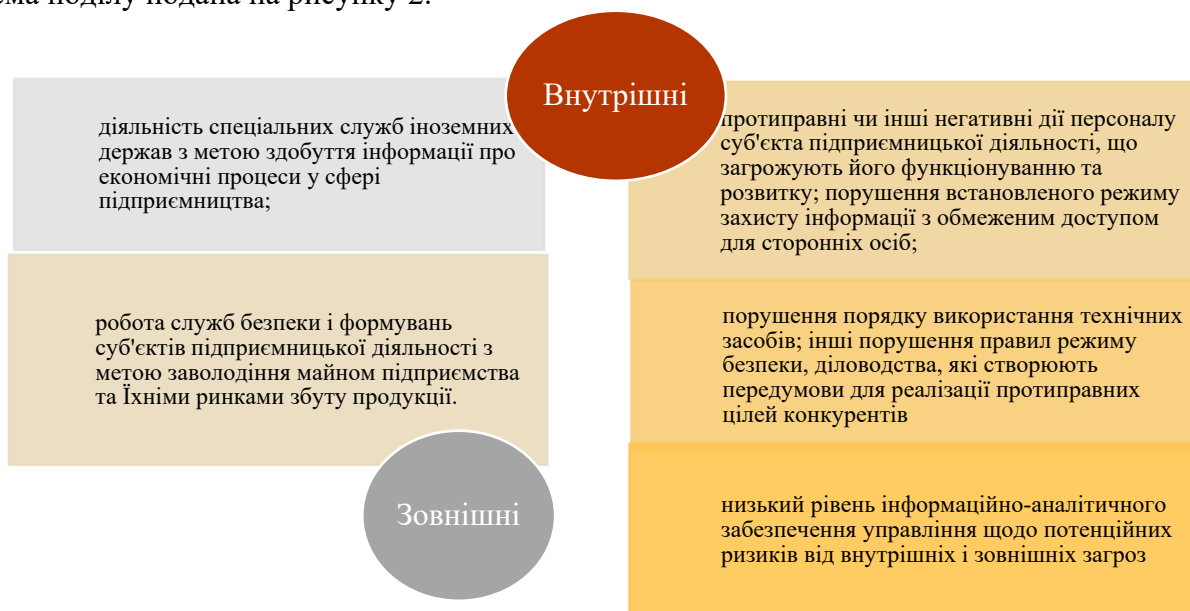 поділу подана на рисунку 2.
Внутрішні
діяльність спеціальних служб іноземних
держав з метою здобуття інформації про
економічні процеси у сфері
підприємництва;
робота служб безпеки і формувань
суб'єктів підприємницької діяльності з
метою заволодіння майном підприємства
та Їхніми ринками збуту продукції.
Зовнішні
протиправні чи інші негативні дії персоналу
суб'єкта підприємницької діяльності, що
загрожують його функціонуванню та
розвитку; порушення встановленого режиму
захисту інформації з обмеженим доступом
для сторонніх осіб;
порушення порядку використання технічних
засобів; інші порушення правил режиму
безпеки, діловодства, які створюють
передумови для реалізації протиправних
цілей конкурентів
низький рівень інформаційно-аналітичного
забезпечення управління щодо потенційних
ризиків від внутрішніх і зовнішніх загроз